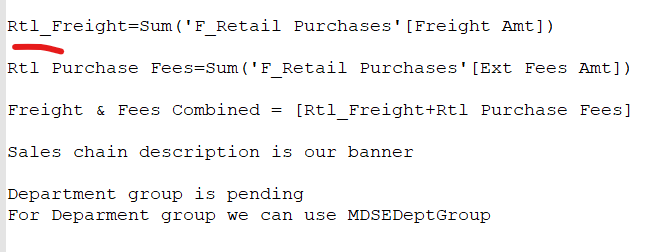 Rtl_Freight=Sum('F_Retail Purchases'[Freight Amt])
Rtl Purchase Fees=Sum('F_Retail Purchases'[Ext Fees Amt])
Freight & Fees Combined = [Rtl_Freight+Rtl Purchase Fees]
Sales chain description is our banner
Department group is pending
For Deparment group we can use MDSEDeptGroup